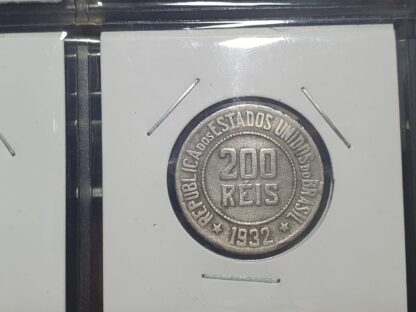 REPUBLICA DOS ESTADOS UNIDOS DO BRASIL
200
RÉIS
1932